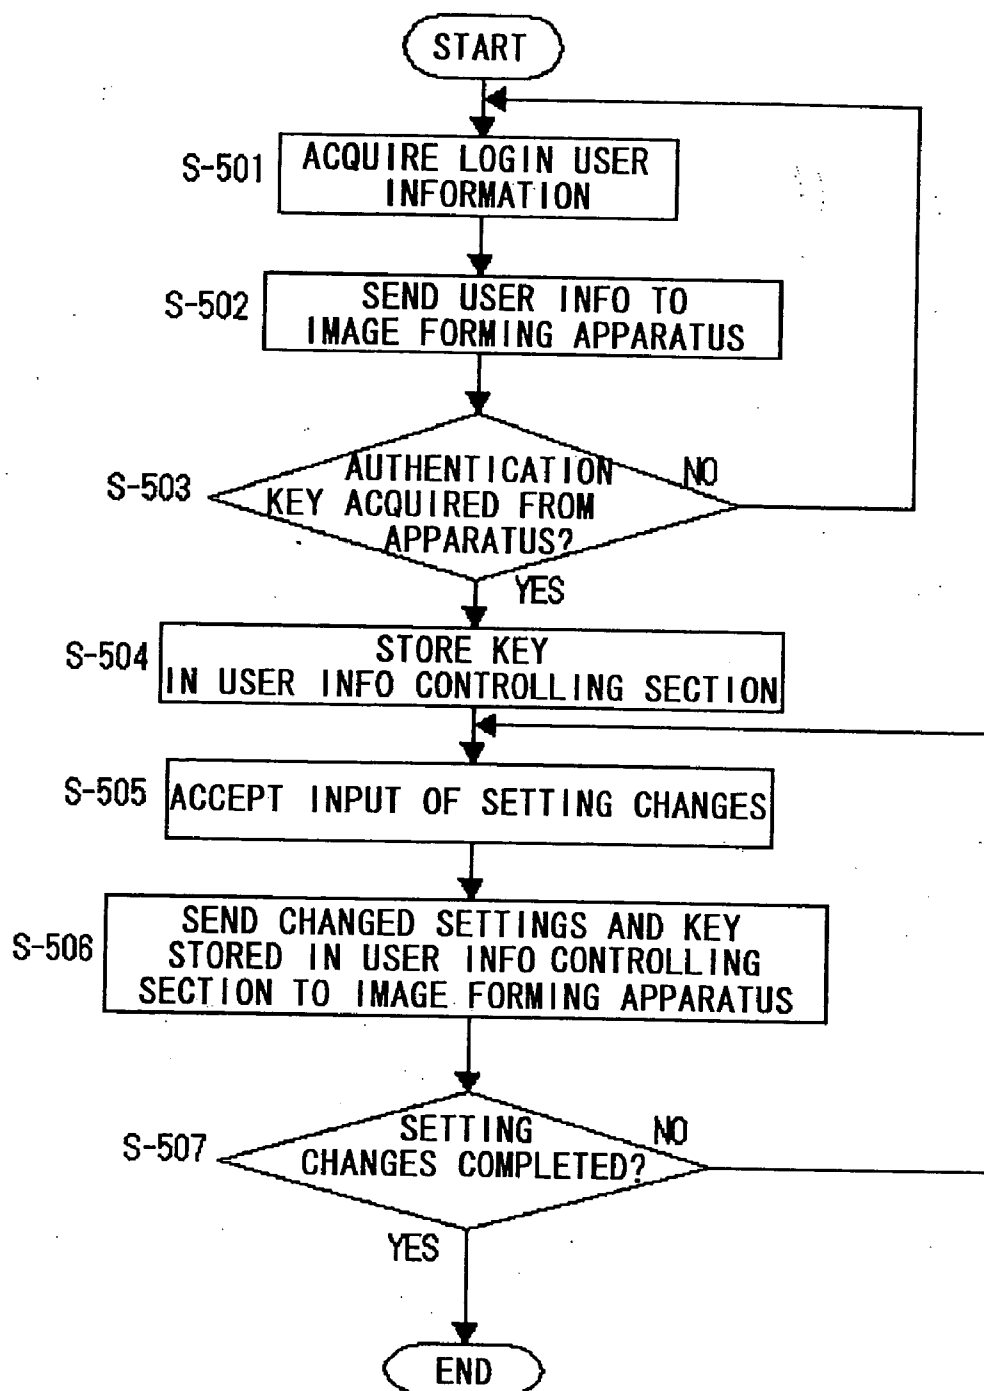 START
S-501
ACQUIRE LOGIN USER
INFORMATION
S-502
SEND USER INFO TO
IMAGE FORMING APPARATUS
S-503
AUTHENTICATION
KEY ACQUIRED FROM
APPARATUS?
NO
YES
S-504
STORE KEY
IN USER INFO CONTROLLING SECTION
S-505
ACCEPT INPUT OF SETTING CHANGES
S-506
SEND CHANGED SETTINGS AND KEY
STORED IN USER INFO CONTROLLING
SECTION TO IMAGE FORMING APPARATUS
S-507
SETTING
CHANGES COMPLETED?
NO
YES
END